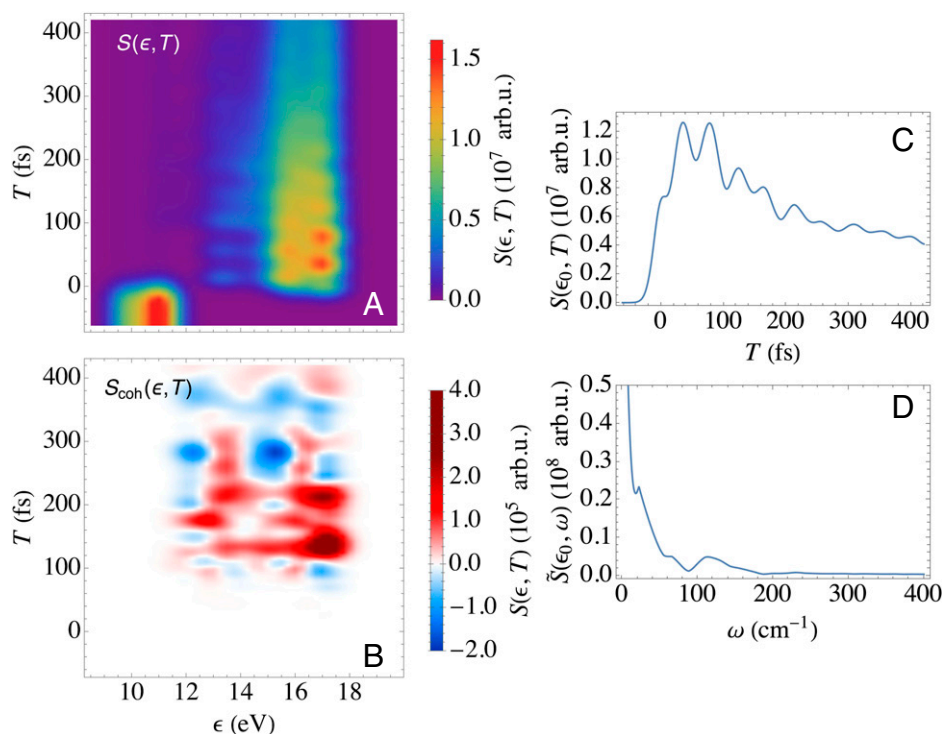 S(ϵ,T)
A
T (fs)
400
300
200
100
0
1.5
1.0
0.5
0.0
S(ϵ, T) (10⁷ arb.u.)
S_coh(ϵ,T)
B
T (fs)
400
300
200
100
0
10 12 14 16 18
ϵ (eV)
4.0
3.0
2.0
1.0
0.0
-1.0
-2.0
S(ϵ, T) (10⁵ arb.u.)
C
S(ϵ₀, T) (10⁷ arb.u.)
1.2
1.0
0.8
0.6
0.4
0.2
0.0
0 100 200 300 400
T (fs)
D
S̃(ϵ₀, ω) (10⁸ arb.u.)
0.5
0.4
0.3
0.2
0.1
0.0
0 100 200 300 400
ω (cm⁻¹)